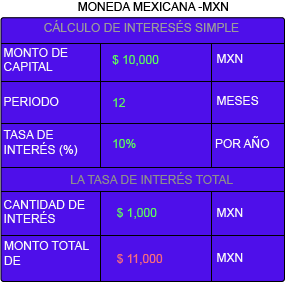 MONEDA MEXICANA -MXN
CÁLCULO DE INTERESÉS SIMPLE
MONTO DE
CAPITAL
$ 10,000
MXN
PERIODO
12
MESES
TASA DE
INTERÉS (%)
10%
POR AÑO
LA TASA DE INTERÉS TOTAL
CANTIDAD DE
INTERÉS
$ 1,000
MXN
MONTO TOTAL
DE
$ 11,000
MXN